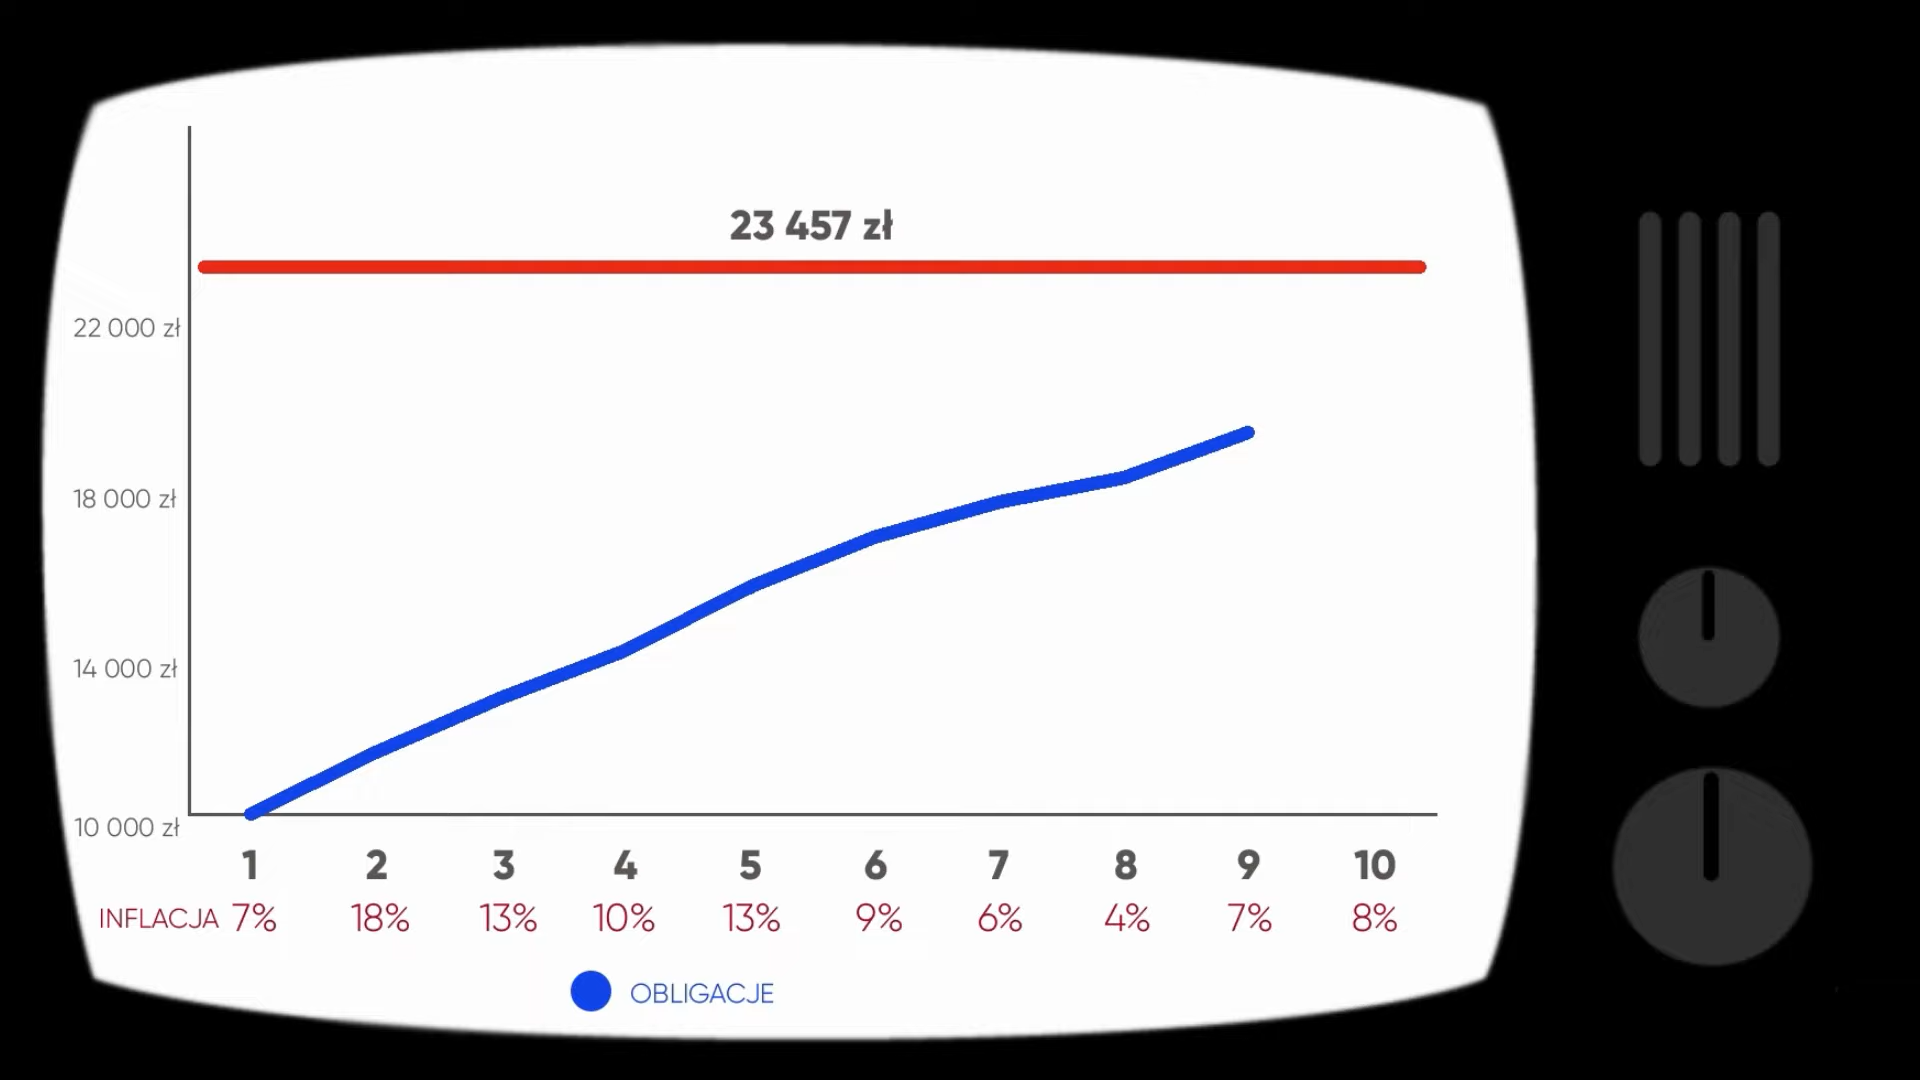 23 457 zł
22 000 zł
18 000 zł
14 000 zł
10 000 zł
1 2 3 4 5 6 7 8 9 10
INFLACJA 7% 18% 13% 10% 13% 9% 6% 4% 7% 8%
OBLIGACJE